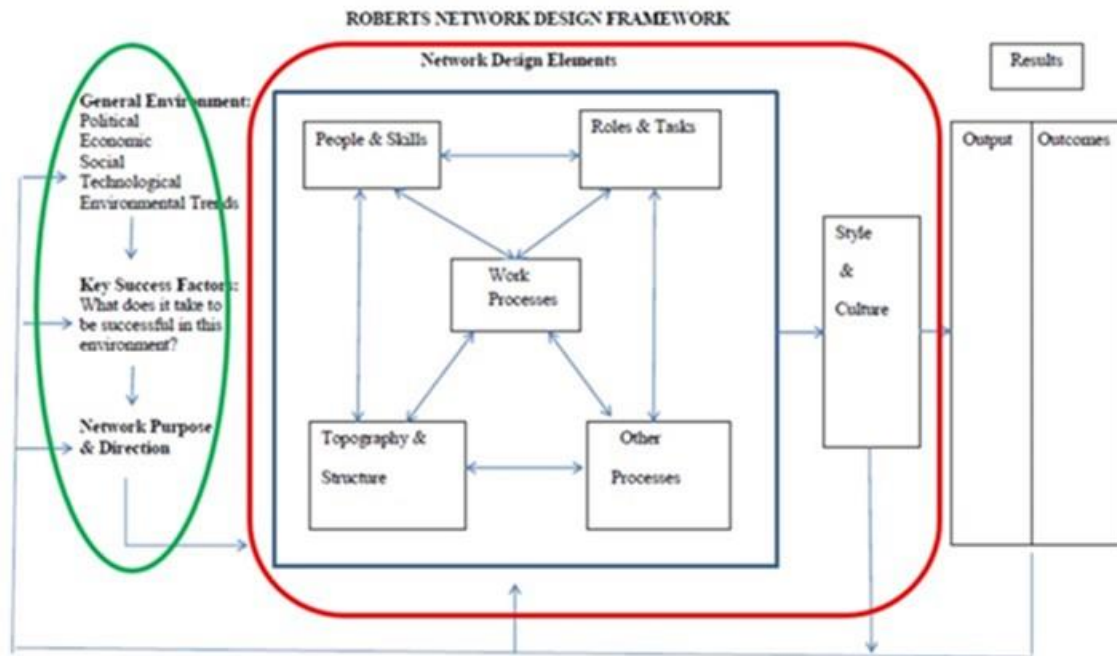 ROBERTS NETWORK DESIGN FRAMEWORK
Network Design Elements
Results
General Environment:
Political
Economic
Social
Technological
Environmental Trends
Key Success Factors:
What does it take to
be successful in this
environment?
Network Purpose
& Direction
People & Skills
Roles & Tasks
Work
Processes
Topography &
Structure
Other
Processes
Style
&
Culture
Output
Outcomes